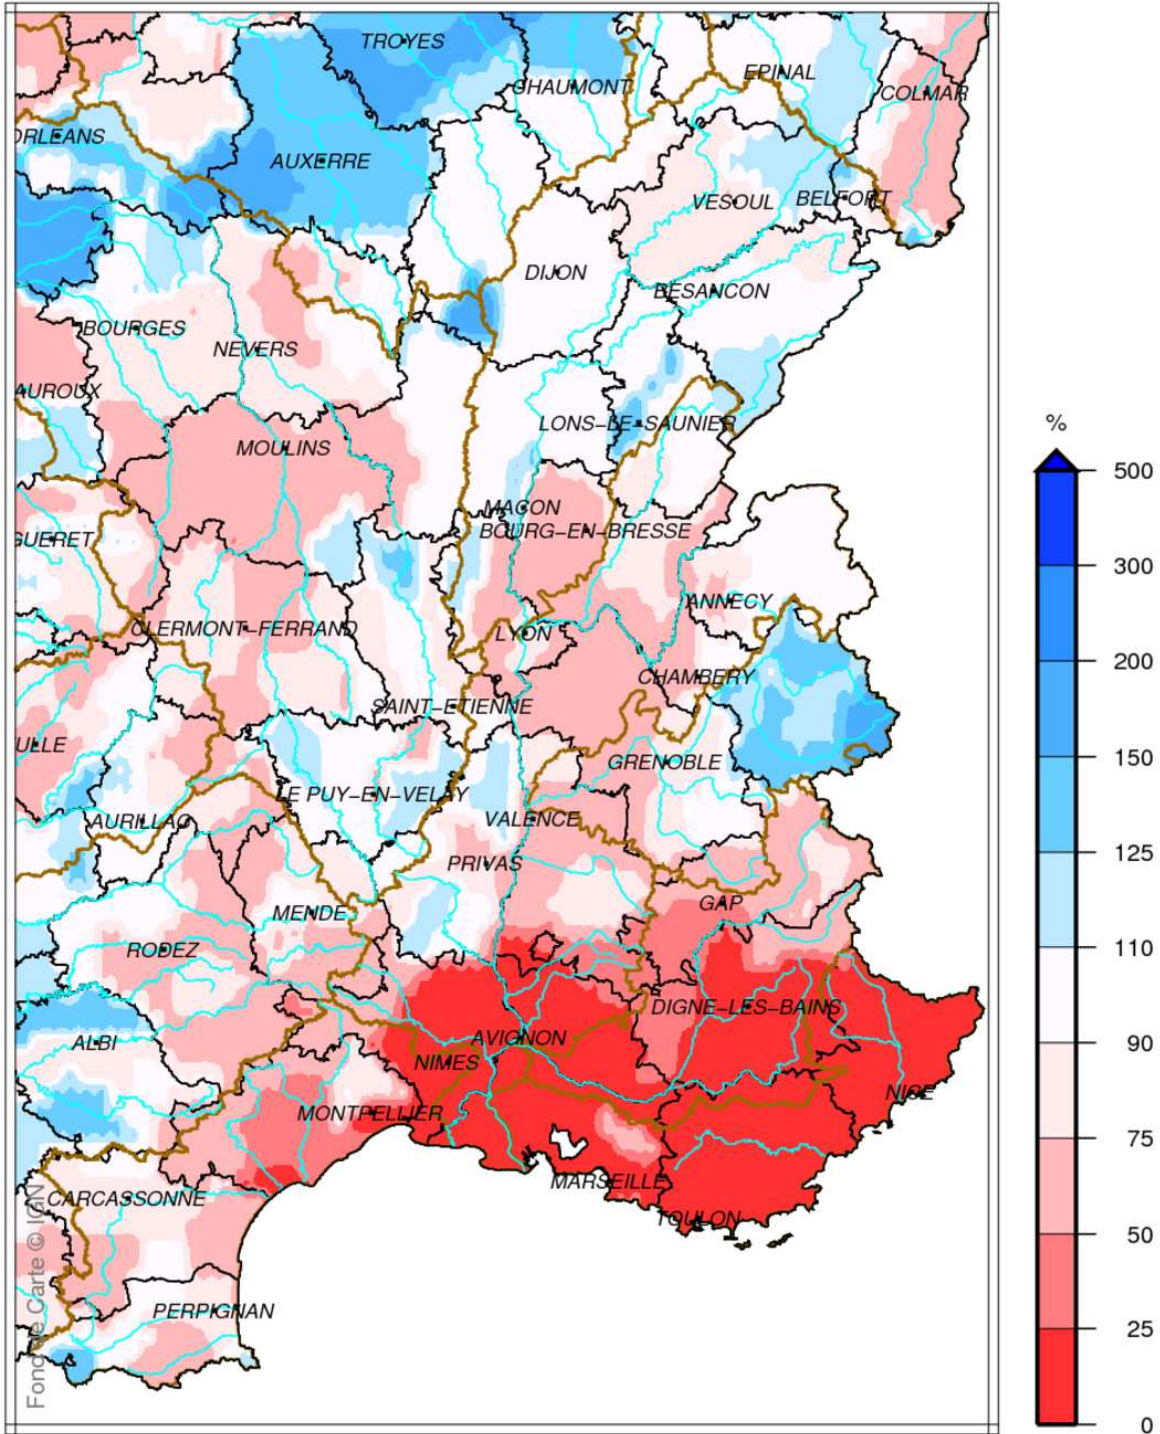 TROYES
CHAUMONT
EPINAL
COLMAR
ORLEANS
AUXERRE
VESOUL
BELFORT
DIJON
BESANCON
BOURGES
NEVERS
AUROUX
LONS-LE-SAUNIER
MOULINS
MACON
BOURG-EN-BRESSE
GUERET
ANNECY
CLERMONT-FERRAND
LYON
CHAMBERY
SAINT-ETIENNE
ULLE
GRENOBLE
LE PUY-EN-VELAY
AURILLAC
VALENCE
PRIVAS
GAP
MENDE
RODEZ
DIGNE-LES-BAINS
AVIGNON
ALBI
NIMES
NICE
MONTPELLIER
MARSEILLE
CARCASSONNE
TOULON
PERPIGNAN
Fond de Carte © IGN
%
500
300
200
150
125
110
90
75
50
25
0